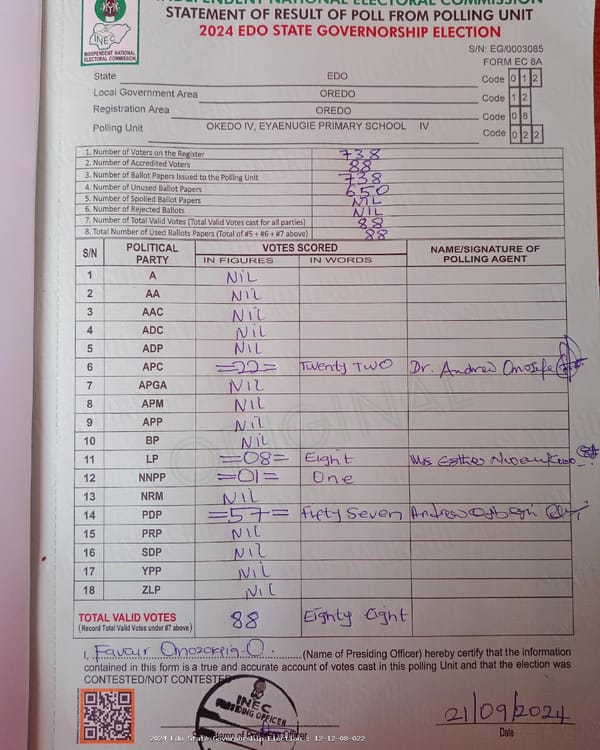 INDEPENDENT NATIONAL ELECTORAL COMMISSION
STATEMENT OF RESULT OF POLL FROM POLLING UNIT
2024 EDO STATE GOVERNORSHIP ELECTION
INEC
INDEPENDENT NATIONAL
ELECTORAL COMMISSION
S/N: EG/0003085
FORM EC 8A
State EDO Code 0 1 2
Local Government Area OREDO Code 1 2
Registration Area OREDO Code 0 8
Polling Unit OKEDO IV, EYAENUGIE PRIMARY SCHOOL IV Code 0 2 2
1. Number of Voters on the Register 738
2. Number of Accredited Voters 88
3. Number of Ballot Papers Issued to the Polling Unit 738
4. Number of Unused Ballot Papers 650
5. Number of Spoiled Ballot Papers NIL
6. Number of Rejected Ballots NIL
7. Number of Total Valid Votes (Total Valid Votes cast for all parties) 88
8. Total Number of Used Ballots Papers (Total of #5 + #6 + #7 above) 88
S/N POLITICAL PARTY VOTES SCORED NAME/SIGNATURE OF POLLING AGENT
IN FIGURES IN WORDS
1 A NIL
2 AA NIL
3 AAC NIL
4 ADC NIL
5 ADP NIL
6 APC =22= Twenty Two Dr. Andrew
7 APGA NIL
8 APM NIL
9 APP NIL
10 BP NIL
11 LP =08= Eight Mrs Esther
12 NNPP =01= One
13 NRM NIL
14 PDP =57= Fifty Seven Andrew
15 PRP NIL
16 SDP NIL
17 YPP NIL
18 ZLP NIL
TOTAL VALID VOTES 88 Eighty Eight
(Record Total Valid Votes under #7 above)
ORIGINAL
I, Favour (Name of Presiding Officer) hereby certify that the information
contained in this form is a true and accurate account of votes cast in this polling Unit and that the election was
CONTESTED/NOT CONTESTED
INEC
PRESIDING OFFICER
21/09/2024
Date
2024 Edo State Governorship Election : 12-12-08-022